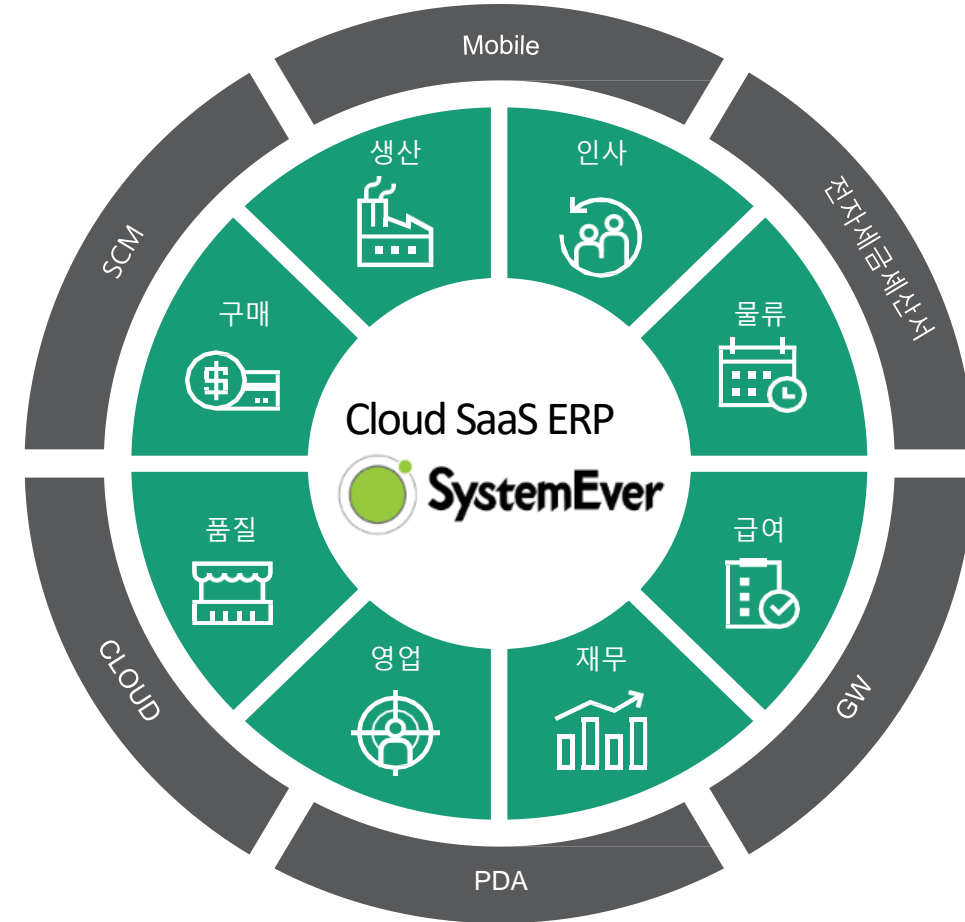 Mobile
생산
인사
전자세금세산서
SCM
구매
물류
Cloud SaaS ERP
SystemEver
품질
급여
CLOUD
영업
재무
GW
PDA